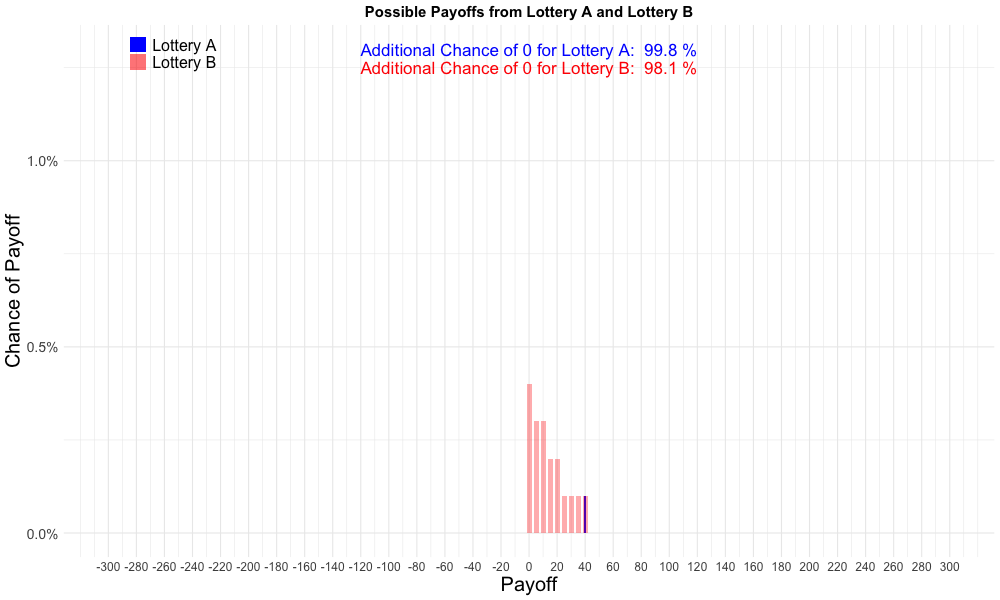 Possible Payoffs from Lottery A and Lottery B
Lottery A
Lottery B
Additional Chance of 0 for Lottery A:  99.8 %
Additional Chance of 0 for Lottery B:  98.1 %
Chance of Payoff
1.0%
0.5%
0.0%
-300 -280 -260 -240 -220 -200 -180 -160 -140 -120 -100 -80 -60 -40 -20 0 20 40 60 80 100 120 140 160 180 200 220 240 260 280 300
Payoff